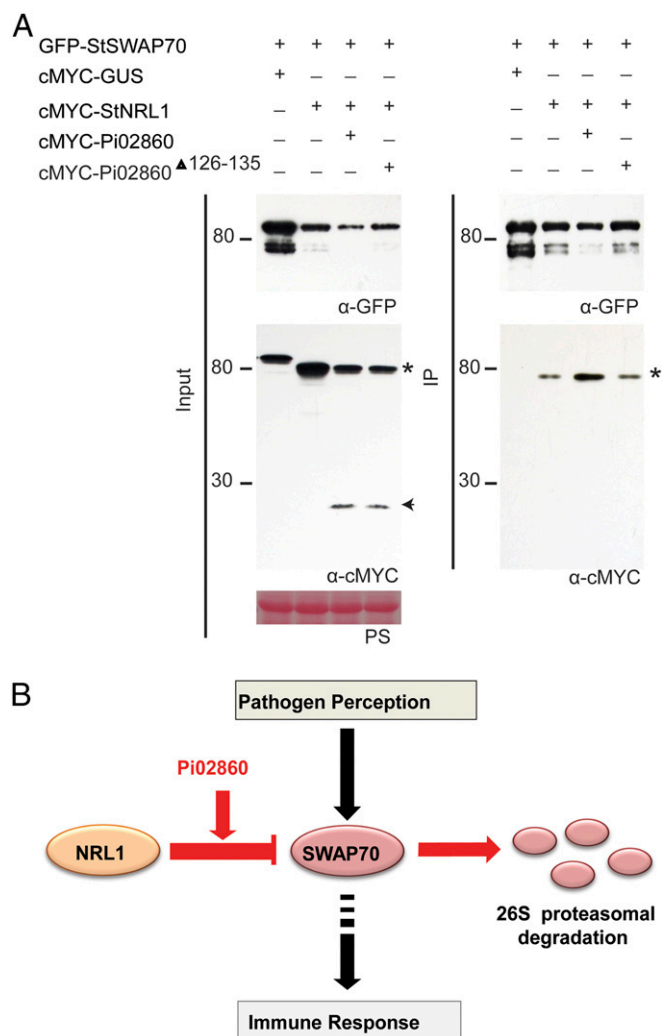 A
GFP-StSWAP70 + + + + + + + +
cMYC-GUS + – – – + – – –
cMYC-StNRL1 – + + + – + + +
cMYC-Pi02860 – – + – – – + –
cMYC-Pi02860 ▲126-135 – – – + – – – +
80
α-GFP
80
*
30
α-cMYC
PS
Input
80
α-GFP
80
*
30
α-cMYC
IP
B
Pathogen Perception
Pi02860
NRL1
SWAP70
26S proteasomal
degradation
Immune Response